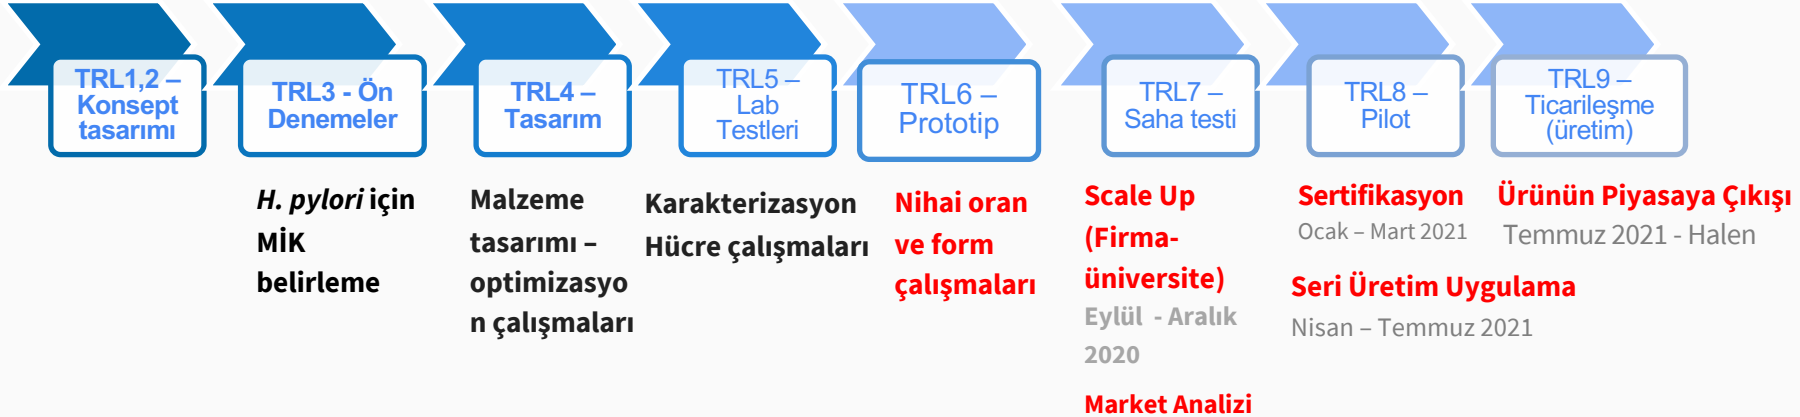 TRL1,2 –
Konsept
tasarımı
TRL3 - Ön
Denemeler
TRL4 –
Tasarım
TRL5 –
Lab
Testleri
TRL6 –
Prototip
TRL7 –
Saha testi
TRL8 –
Pilot
TRL9 –
Ticarileşme
(üretim)
H. pylori için
MİK
belirleme
Malzeme
tasarımı –
optimizasyo
n çalışmaları
Karakterizasyon
Hücre çalışmaları
Nihai oran
ve form
çalışmaları
Scale Up
(Firma-
üniversite)
Eylül - Aralık
2020
Market Analizi
Sertifikasyon
Ocak – Mart 2021
Seri Üretim Uygulama
Nisan – Temmuz 2021
Ürünün Piyasaya Çıkışı
Temmuz 2021 - Halen